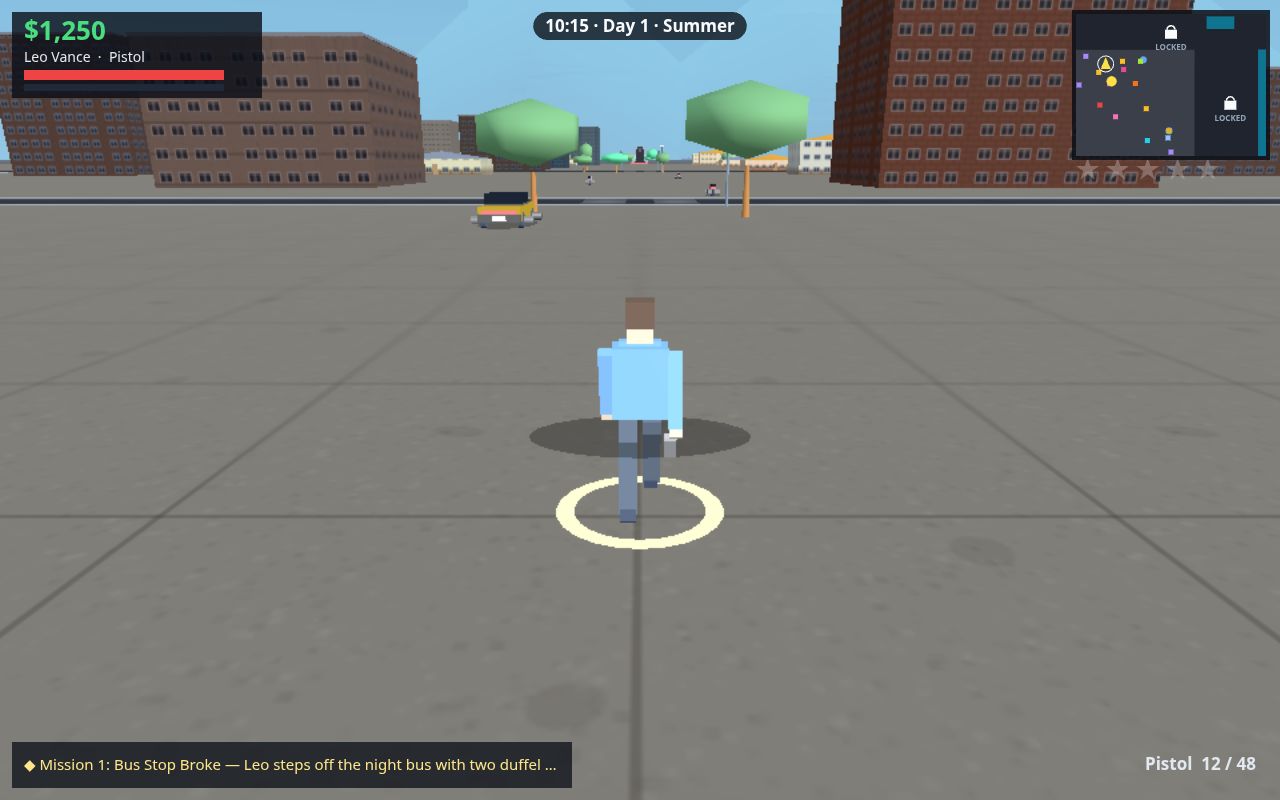 $1,250
Leo Vance · Pistol
10:15 · Day 1 · Summer
LOCKED
LOCKED
◆ Mission 1: Bus Stop Broke — Leo steps off the night bus with two duffel ...
Pistol 12 / 48